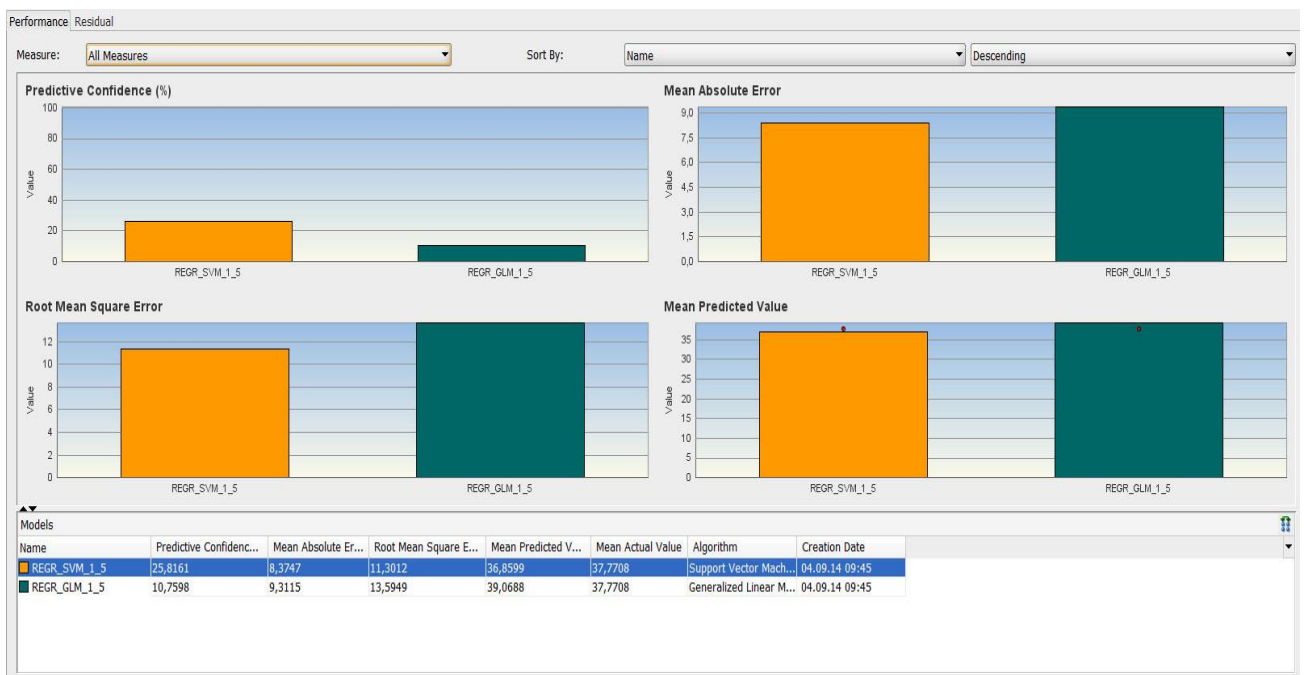 Performance Residual
Measure: All Measures Sort By: Name Descending
Predictive Confidence (%)
100
80
60
40
20
0
Value
REGR_SVM_1_5 REGR_GLM_1_5
Mean Absolute Error
9,0
7,5
6,0
4,5
3,0
1,5
0,0
Value
REGR_SVM_1_5 REGR_GLM_1_5
Root Mean Square Error
12
10
8
6
4
2
0
Value
REGR_SVM_1_5 REGR_GLM_1_5
Mean Predicted Value
35
30
25
20
15
10
5
0
Value
REGR_SVM_1_5 REGR_GLM_1_5
Models
Name Predictive Confidenc... Mean Absolute Er... Root Mean Square E... Mean Predicted V... Mean Actual Value Algorithm Creation Date
REGR_SVM_1_5 25,8161 8,3747 11,3012 36,8599 37,7708 Support Vector Mach... 04.09.14 09:45
REGR_GLM_1_5 10,7598 9,3115 13,5949 39,0688 37,7708 Generalized Linear M... 04.09.14 09:45